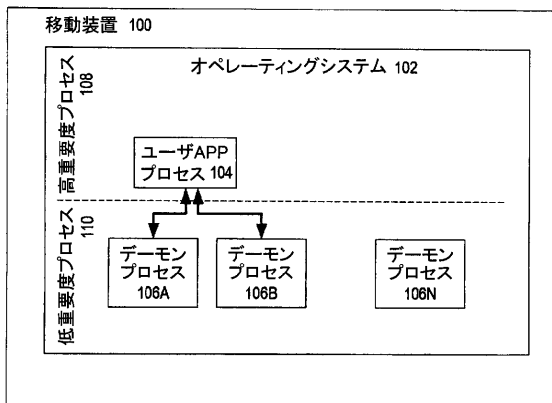 移動装置 100
オペレーティングシステム 102
高重要度プロセス
108
ユーザAPP
プロセス 104
低重要度プロセス
110
デーモン
プロセス
106A
デーモン
プロセス
106B
デーモン
プロセス
106N